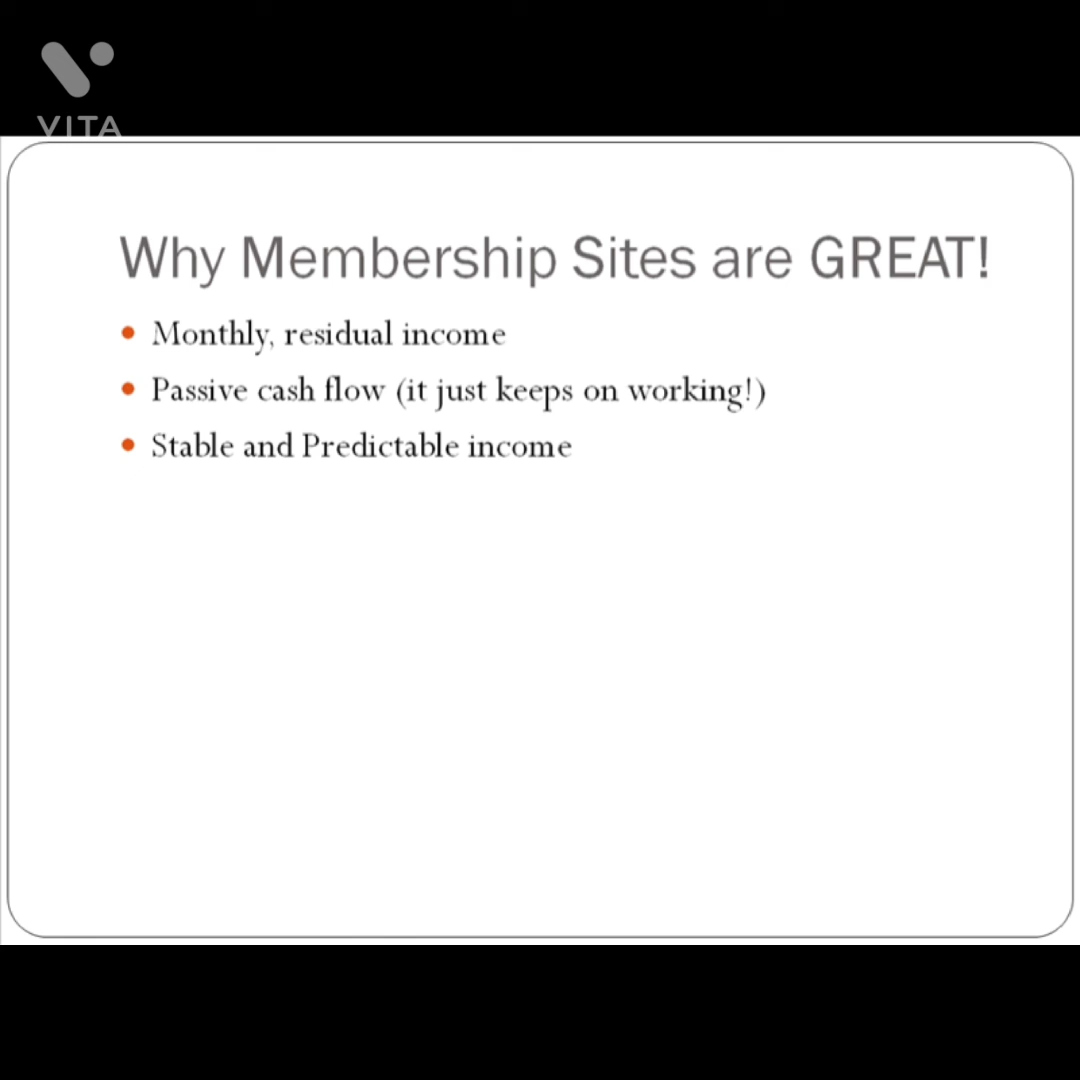 VITA
Why Membership Sites are GREAT!
Monthly, residual income
Passive cash flow (it just keeps on working!)
Stable and Predictable income